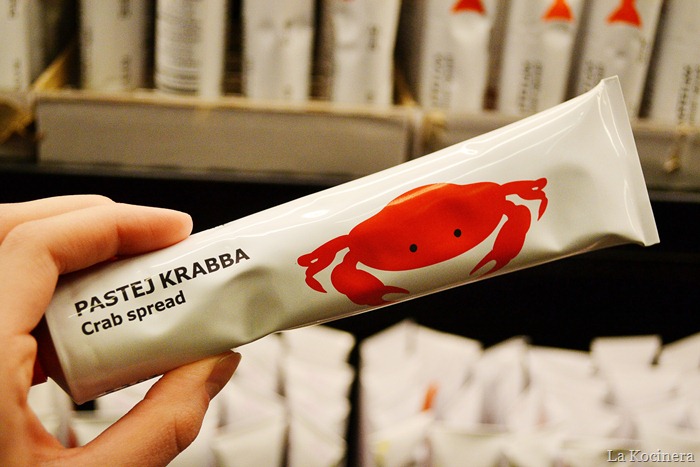 PASTEJ KRABBA
Crab spread
La Kocinera